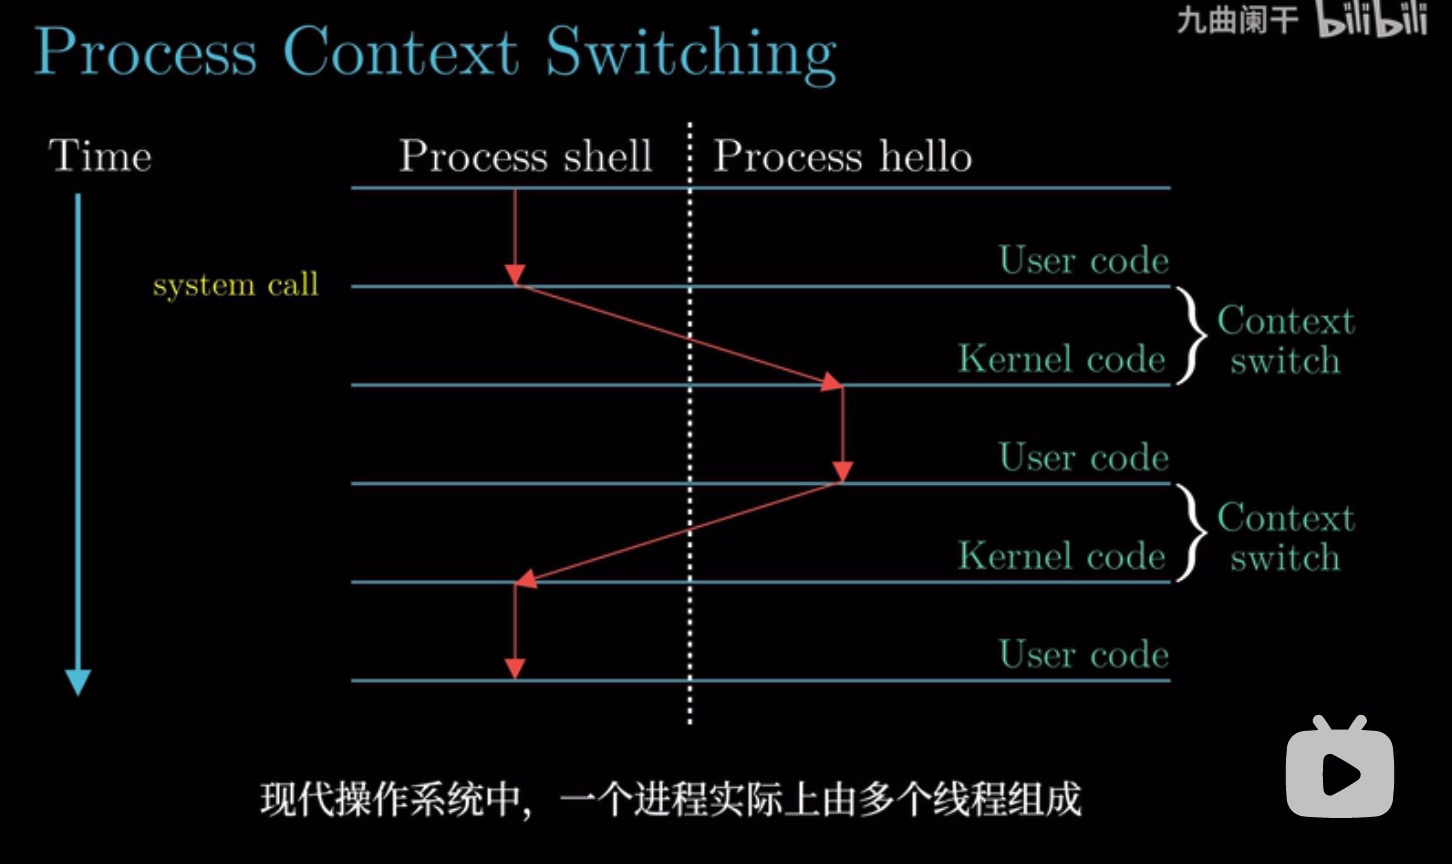 九曲阑干 bilibili
Process Context Switching
Time
Process shell
Process hello
User code
system call
Context
switch
Kernel code
User code
Context
switch
Kernel code
User code
现代操作系统中，一个进程实际上由多个线程组成